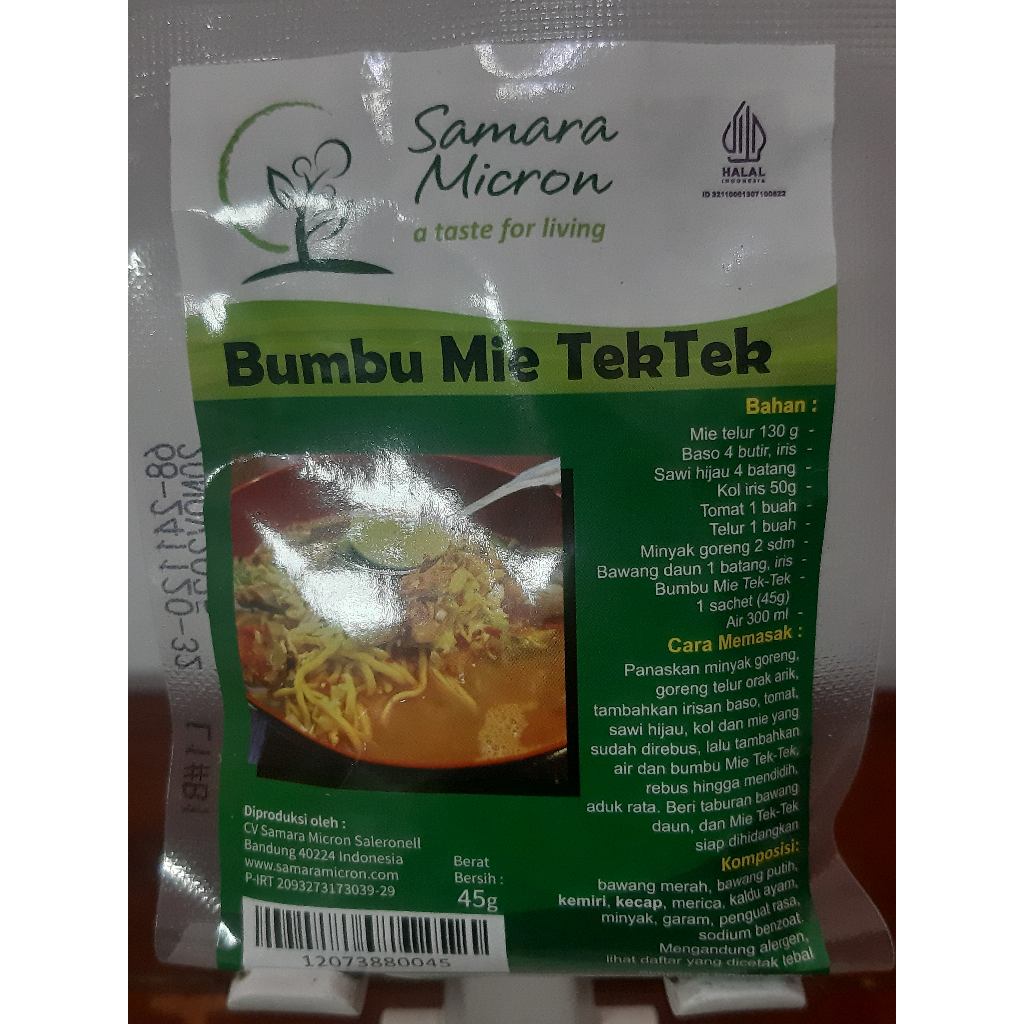 Samara
Micron
a taste for living
HALAL
INDONESIA
Bumbu Mie TekTek
Bahan :
Mie telur 130 g -
Baso 4 butir, iris -
Sawi hijau 4 batang -
Kol iris 50g -
Tomat 1 buah -
Telur 1 buah -
Minyak goreng 2 sdm -
Bawang daun 1 batang, iris -
Bumbu Mie Tek-Tek -
1 sachet (45g)
Air 300 ml -
Cara Memasak :
Panaskan minyak goreng,
goreng telur orak arik,
tambahkan irisan baso, tomat,
sawi hijau, kol dan mie yang
sudah direbus, lalu tambahkan
air dan bumbu Mie Tek-Tek,
rebus hingga mendidih,
aduk rata. Beri taburan bawang
daun, dan Mie Tek-Tek
siap dihidangkan
Komposisi:
bawang merah, bawang putih,
kemiri, kecap, merica, kaldu ayam,
minyak, garam, penguat rasa,
sodium benzoat.
Mengandung alergen,
lihat daftar yang dicetak tebal
Diproduksi oleh :
CV Samara Micron Saleronell
Bandung 40224 Indonesia
www.samaramicron.com
P-IRT 2093273173039-29
Berat
Bersih :
45g
12073880045
68-241120-32